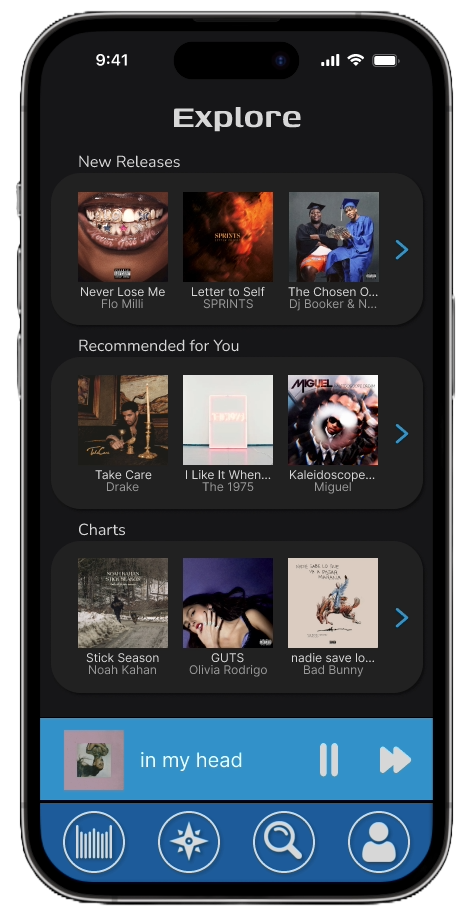 9:41
Explore
New Releases
SPRINTS
Never Lose Me
Flo Milli
Letter to Self
SPRINTS
The Chosen O...
Dj Booker & N...
Recommended for You
MIGUEL
Take Care
Drake
I Like It When...
The 1975
Kaleidoscope...
Miguel
Charts
NOAH KAHAN
STICK SEASON
Stick Season
Noah Kahan
GUTS
Olivia Rodrigo
nadie save lo...
Bad Bunny
in my head